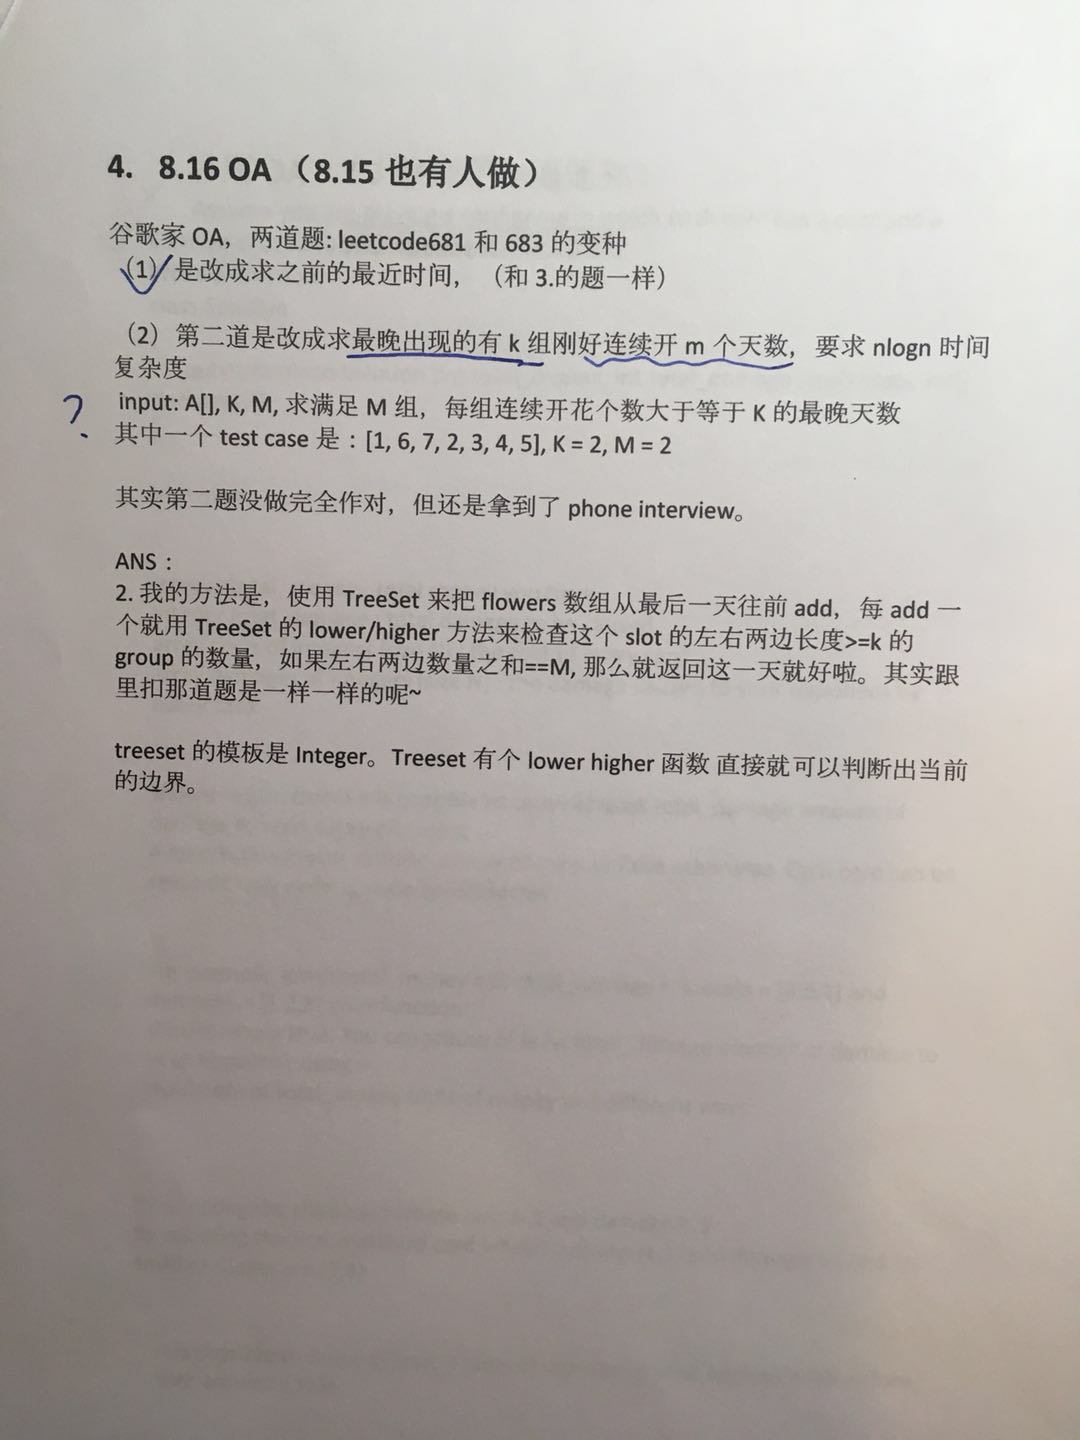 4. 8.16 OA（8.15 也有人做）
谷歌家 OA，两道题: leetcode681 和 683 的变种
(1) 是改成求之前的最近时间，（和 3.的题一样）
（2）第二道是改成求最晚出现的有 k 组刚好连续开 m 个天数，要求 nlogn 时间
复杂度
?
input: A[], K, M, 求满足 M 组，每组连续开花个数大于等于 K 的最晚天数
其中一个 test case 是：[1, 6, 7, 2, 3, 4, 5], K = 2, M = 2
其实第二题没做完全作对，但还是拿到了 phone interview。
ANS：
2. 我的方法是，使用 TreeSet 来把 flowers 数组从最后一天往前 add，每 add 一
个就用 TreeSet 的 lower/higher 方法来检查这个 slot 的左右两边长度>=k 的
group 的数量，如果左右两边数量之和==M, 那么就返回这一天就好啦。其实跟
里扣那道题是一样一样的呢~
treeset 的模板是 Integer。Treeset 有个 lower higher 函数 直接就可以判断出当前
的边界。